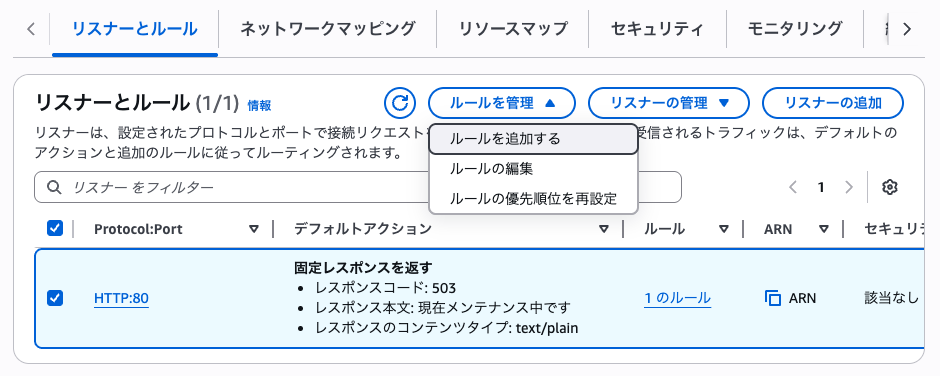 リスナーとルール
ネットワークマッピング
リソースマップ
セキュリティ
モニタリング
リスナーとルール (1/1) 情報
ルールを管理
リスナーの管理
リスナーの追加
リスナーは、設定されたプロトコルとポートで接続リクエスト
受信されるトラフィックは、デフォルトの
アクションと追加のルールに従ってルーティングされます。
ルールを追加する
ルールの編集
ルールの優先順位を再設定
リスナー をフィルター
1
Protocol:Port
デフォルトアクション
ルール
ARN
セキュリ
HTTP:80
固定レスポンスを返す
• レスポンスコード: 503
• レスポンス本文: 現在メンテナンス中です
• レスポンスのコンテンツタイプ: text/plain
1 のルール
ARN
該当なし